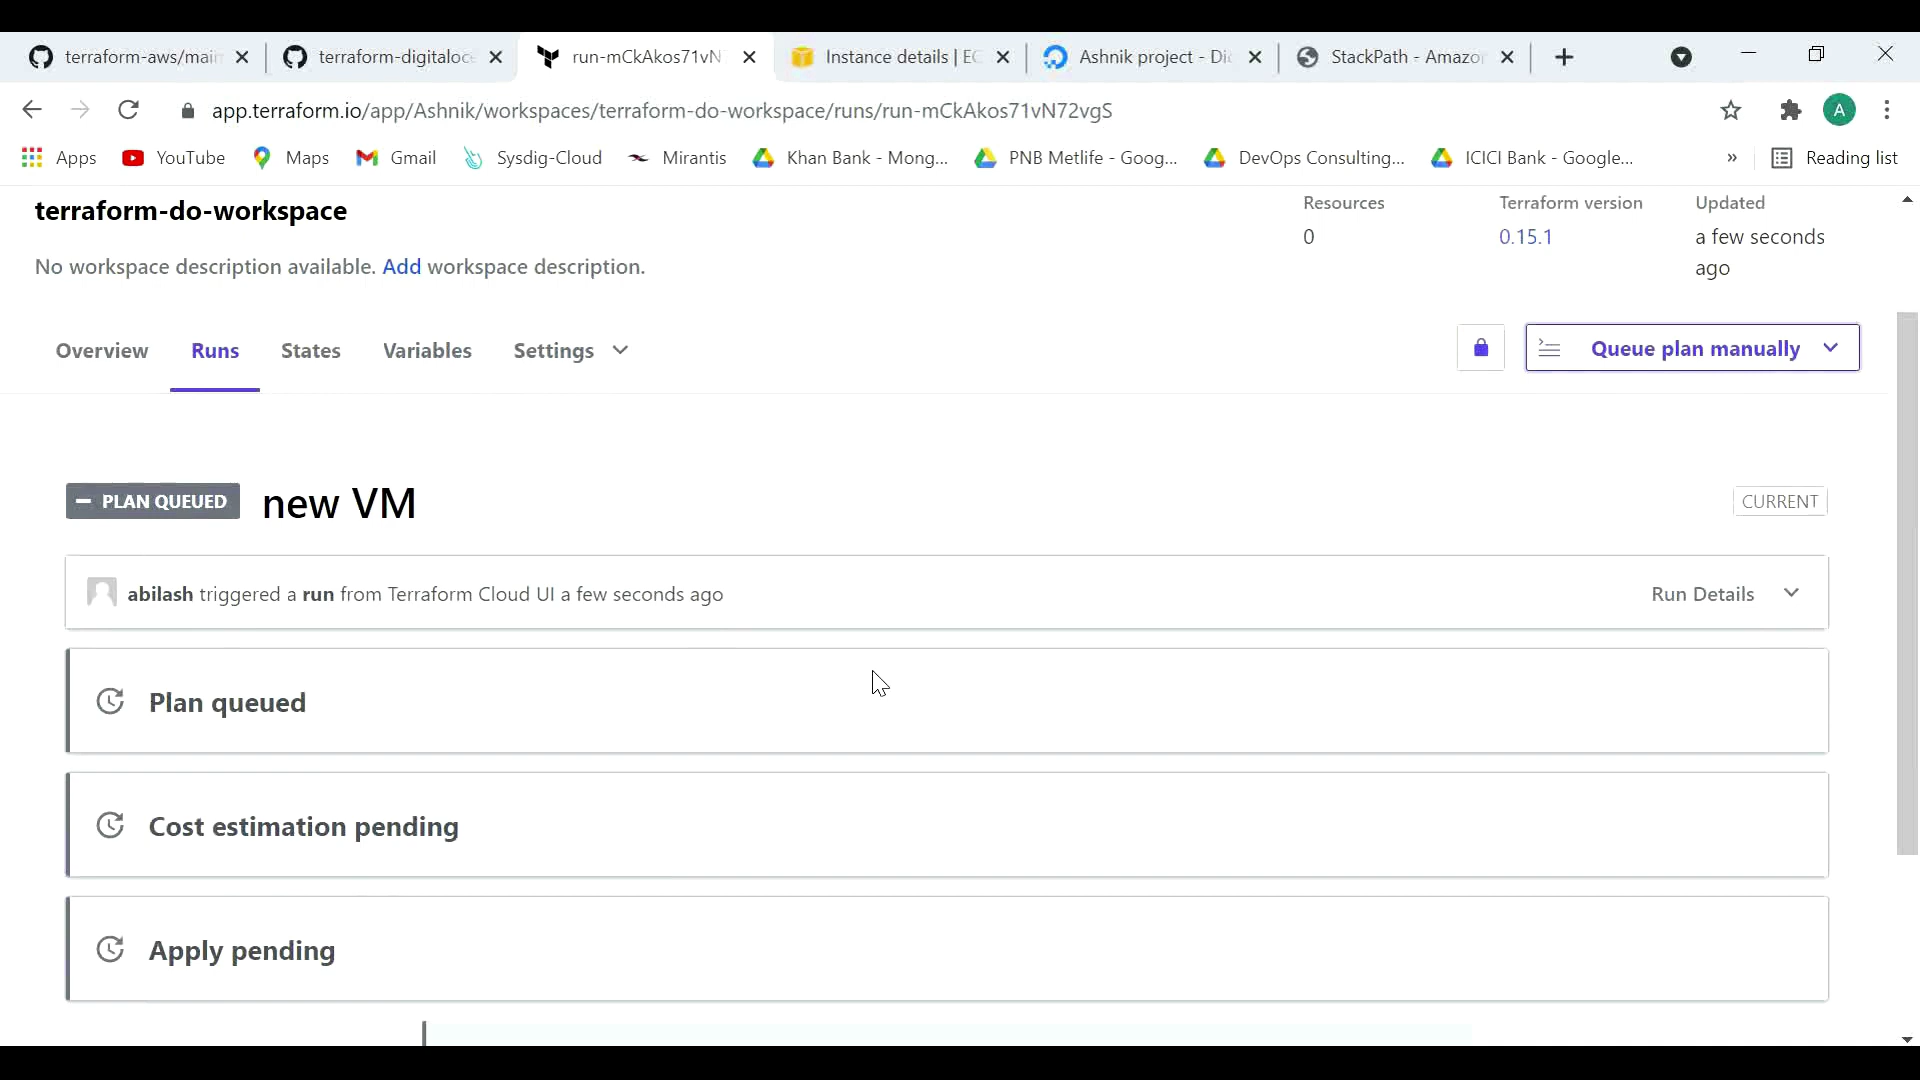 terraform-aws/main
terraform-digitaloce
run-mCkAkos71vN
Instance details | EC
Ashnik project - Di
StackPath - Amazo
app.terraform.io/app/Ashnik/workspaces/terraform-do-workspace/runs/run-mCkAkos71vN72vgS
A
Apps
YouTube
Maps
Gmail
Sysdig-Cloud
Mirantis
Khan Bank - Mong...
PNB Metlife - Goog...
DevOps Consulting...
ICICI Bank - Google...
»
Reading list
terraform-do-workspace
No workspace description available. Add workspace description.
Resources
0
Terraform version
0.15.1
Updated
a few seconds
ago
Overview
Runs
States
Variables
Settings
Queue plan manually
PLAN QUEUED
new VM
CURRENT
abilash triggered a run from Terraform Cloud UI a few seconds ago
Run Details
Plan queued
Cost estimation pending
Apply pending